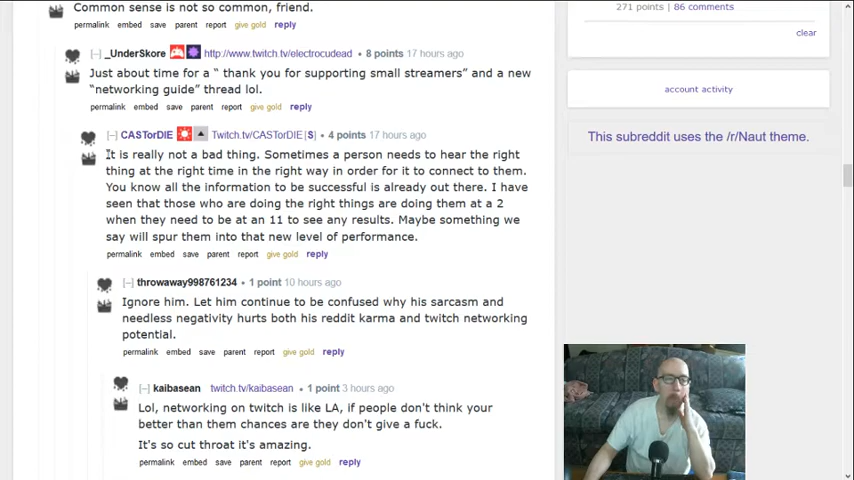 Common sense is not so common, friend.
permalink embed save parent report give gold reply
271 points | 86 comments
clear
[–] _UnderSkore http://www.twitch.tv/electrocudead • 8 points 17 hours ago
Just about time for a “ thank you for supporting small streamers” and a new
“networking guide” thread lol.
permalink embed save parent report give gold reply
account activity
This subreddit uses the /r/Naut theme.
[–] CASTorDIE Twitch.tv/CASTorDIE [S] • 4 points 17 hours ago
It is really not a bad thing. Sometimes a person needs to hear the right
thing at the right time in the right way in order for it to connect to them.
You know all the information to be successful is already out there. I have
seen that those who are doing the right things are doing them at a 2
when they need to be at an 11 to see any results. Maybe something we
say will spur them into that new level of performance.
permalink embed save parent report give gold reply
[–] throwaway998761234 • 1 point 10 hours ago
Ignore him. Let him continue to be confused why his sarcasm and
needless negativity hurts both his reddit karma and twitch networking
potential.
permalink embed save parent report give gold reply
[–] kaibasean twitch.tv/kaibasean • 1 point 3 hours ago
Lol, networking on twitch is like LA, if people don't think your
better than them chances are they don't give a fuck.
It's so cut throat it's amazing.
permalink embed save parent report give gold reply